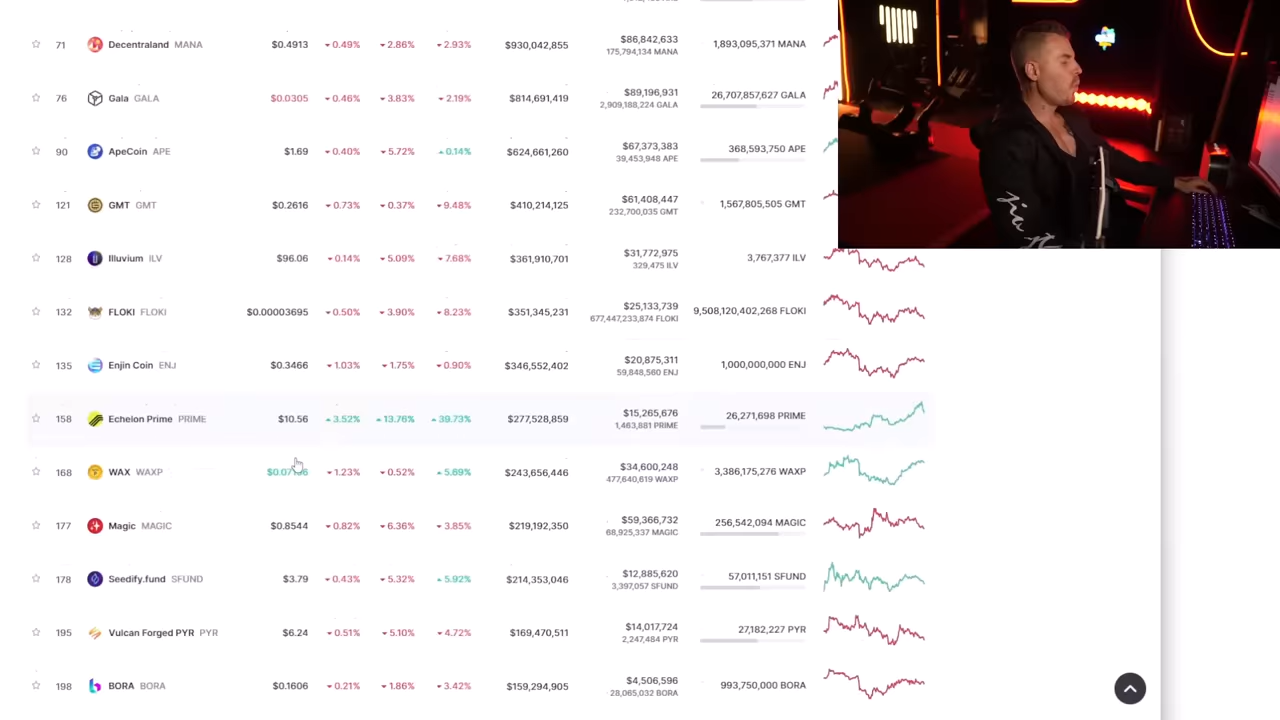 71 Decentraland MANA $0.4913 0.49% 2.86% 2.93% $930,042,855 $86,842,633 1,893,095,371 MANA
175,794,134 MANA
76 Gala GALA $0.0305 0.46% 3.83% 2.19% $814,691,419 $89,196,931 26,707,857,627 GALA
2,909,188,224 GALA
90 ApeCoin APE $1.69 0.40% 5.72% 0.14% $624,661,260 $67,373,383 368,593,750 APE
39,453,948 APE
121 GMT GMT $0.2616 0.73% 0.37% 9.48% $410,214,125 $61,408,447 1,567,805,505 GMT
232,700,035 GMT
128 Illuvium ILV $96.06 0.14% 5.09% 7.68% $361,910,701 $31,772,975 3,767,377 ILV
329,475 ILV
132 FLOKI FLOKI $0.00003695 0.50% 3.90% 8.23% $351,345,231 $25,133,739 9,508,120,402,268 FLOKI
677,447,233,874 FLOKI
135 Enjin Coin ENJ $0.3466 1.03% 1.75% 0.90% $346,552,402 $20,875,311 1,000,000,000 ENJ
59,848,560 ENJ
158 Echelon Prime PRIME $10.56 3.52% 13.76% 39.73% $277,528,859 $15,265,676 26,271,698 PRIME
1,463,881 PRIME
168 WAX WAXP 1.23% 0.52% 5.69% $243,656,446 $34,600,248 3,386,175,276 WAXP
477,640,619 WAXP
177 Magic MAGIC $0.8544 0.82% 6.36% 3.85% $219,192,350 $59,366,732 256,542,094 MAGIC
68,925,337 MAGIC
178 Seedify.fund SFUND $3.79 0.43% 5.32% 5.92% $214,353,046 $12,885,620 57,011,151 SFUND
3,397,057 SFUND
195 Vulcan Forged PYR PYR $6.24 0.51% 5.10% 4.72% $169,470,511 $14,017,724 27,182,227 PYR
2,247,484 PYR
198 BORA BORA $0.1606 0.21% 1.86% 3.42% $159,294,905 $4,506,596 993,750,000 BORA
28,065,032 BORA